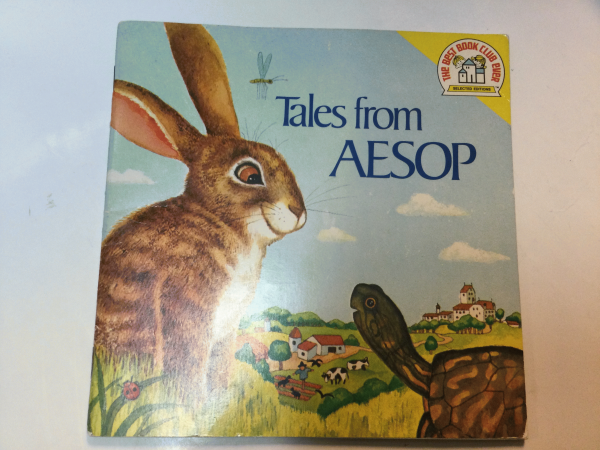 THE BEST BOOK CLUB EVER
SELECTED EDITIONS
Tales from
AESOP